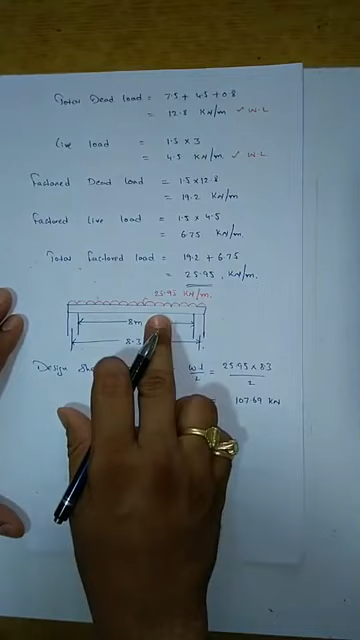 Total Dead load = 7.5 + 4.5 + 0.8
= 12.8 KN/m ✓ W.L
Live load = 1.5 x 3
= 4.5 KN/m ✓ W.L
Factored Dead load = 1.5 x 12.8
= 19.2 KN/m
Factored Live load = 1.5 x 4.5
= 6.75 KN/m.
Total factored load = 19.2 + 6.75
= 25.95 KN/m.
25.95 KN/m.
8m
8.3
Design = 25.95 x 8.3
2
107.69 KN